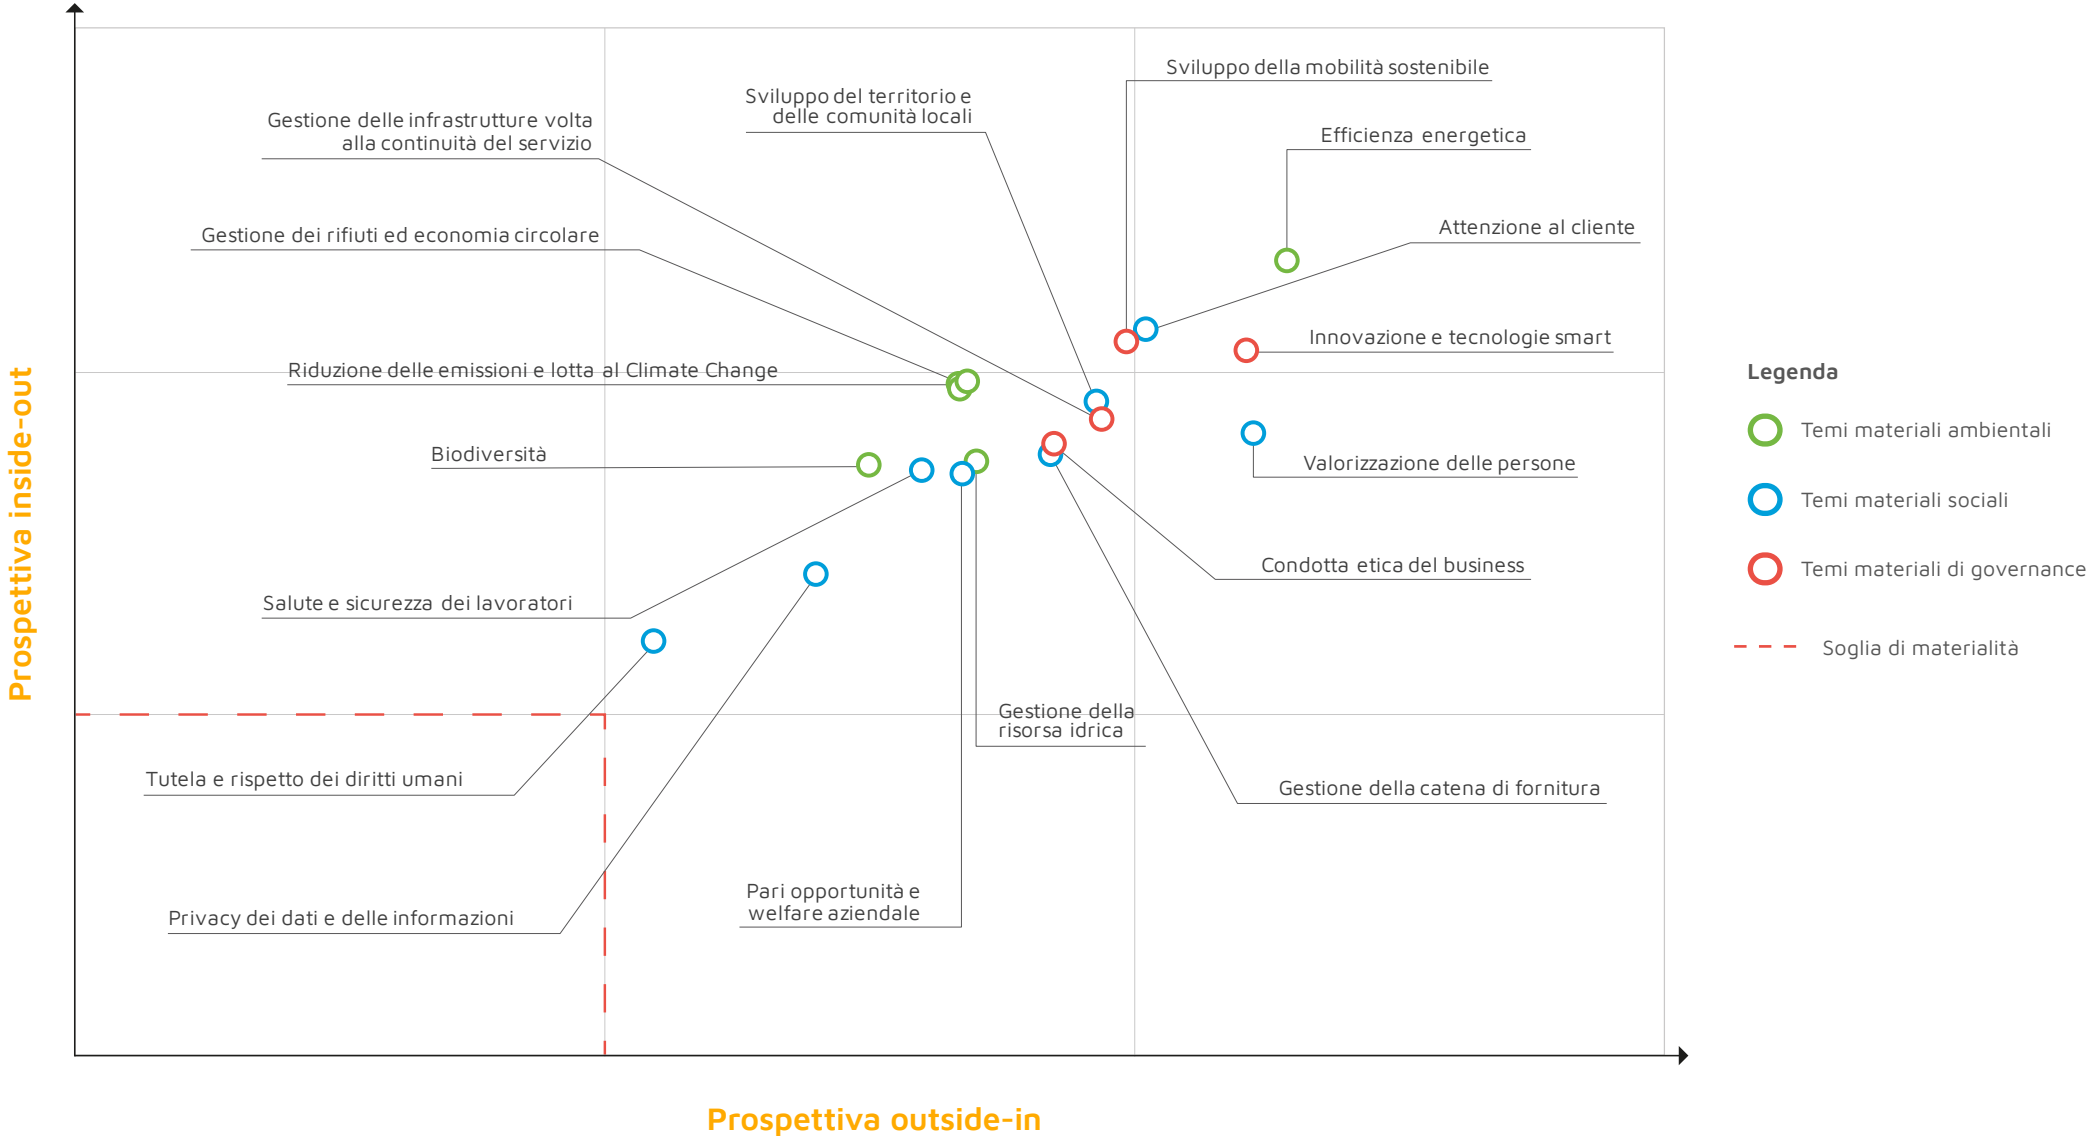 Sviluppo della mobilità sostenibile
Sviluppo del territorio e
delle comunità locali
Gestione delle infrastrutture volta
alla continuità del servizio
Efficienza energetica
Attenzione al cliente
Gestione dei rifiuti ed economia circolare
Innovazione e tecnologie smart
Riduzione delle emissioni e lotta al Climate Change
Biodiversità
Valorizzazione delle persone
Condotta etica del business
Salute e sicurezza dei lavoratori
Gestione della
risorsa idrica
Tutela e rispetto dei diritti umani
Gestione della catena di fornitura
Pari opportunità e
welfare aziendale
Privacy dei dati e delle informazioni
Prospettiva inside-out
Prospettiva outside-in
Legenda
Temi materiali ambientali
Temi materiali sociali
Temi materiali di governance
Soglia di materialità